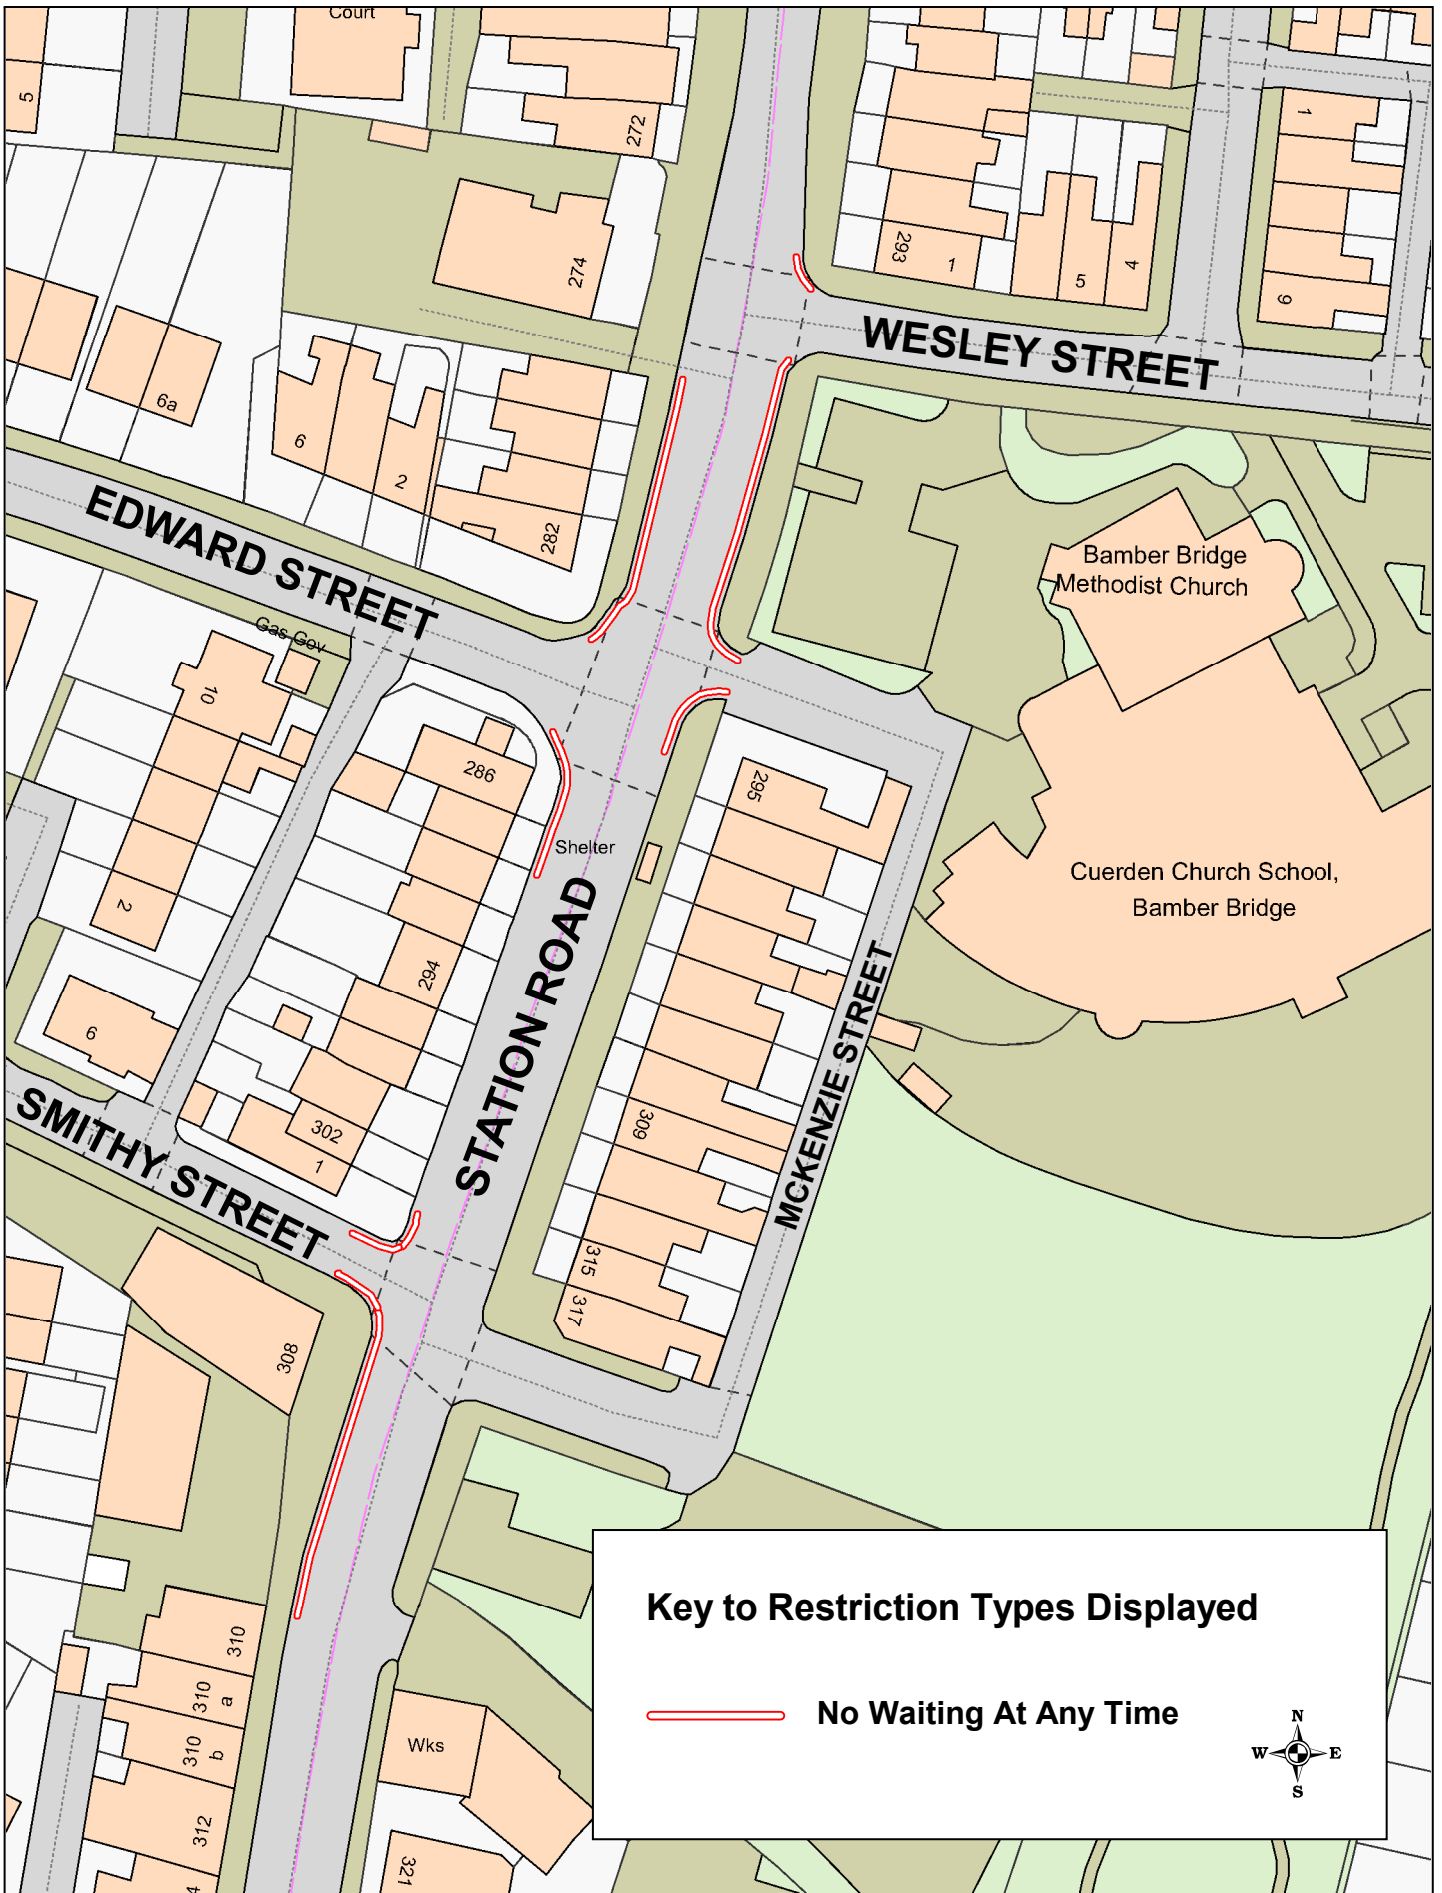 Court
5
272
1
274
293
1
5
4
9
WESLEY STREET
6a
6
2
282
EDWARD STREET
Bamber Bridge
Methodist Church
Gas Gov
10
286
295
Shelter
Cuerden Church School,
Bamber Bridge
2
294
STATION ROAD
MCKENZIE STREET
6
SMITHY STREET
302
1
309
315
317
308
310
310
a
310
b
312
Wks
321
Key to Restriction Types Displayed
No Waiting At Any Time
N
W E
S